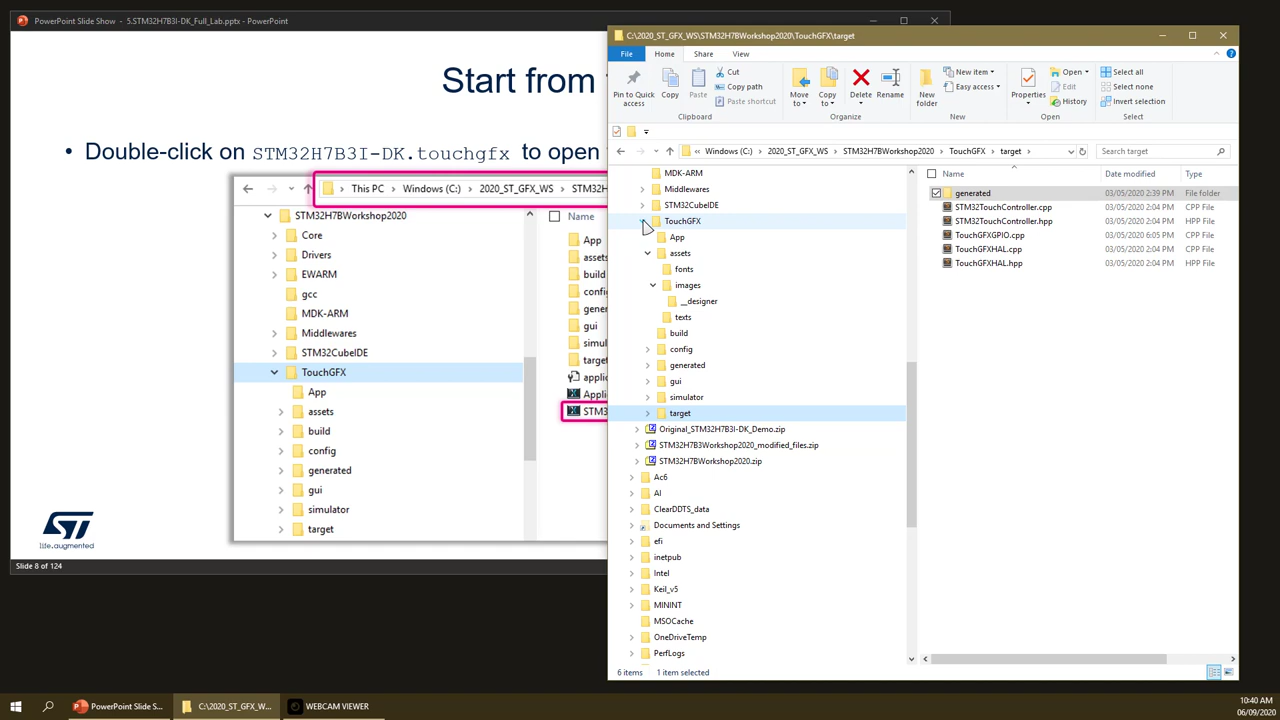 PowerPoint Slide Show - 5.STM32H7B3I-DK_Full_Lab.pptx - PowerPoint
Start from
• Double-click on STM32H7B3I-DK.touchgfx to open
This PC > Windows (C:) > 2020_ST_GFX_WS > STM32H
STM32H7BWorkshop2020
Core
Drivers
EWARM
gcc
MDK-ARM
Middlewares
STM32CubeIDE
TouchGFX
App
assets
build
config
generated
gui
simulator
target
Name
App
assets
build
config
gener
gui
simul
target
applic
Applic
STM3
ST
life.augmented
Slide 8 of 124
C:\2020_ST_GFX_WS\STM32H7BWorkshop2020\TouchGFX\target
File Home Share View
Pin to Quick access
Copy
Paste
Cut
Copy path
Paste shortcut
Clipboard
Move to
Copy to
Delete
Rename
Organize
New folder
New item
Easy access
New
Properties
Open
Edit
History
Open
Select all
Select none
Invert selection
Select
« Windows (C:) > 2020_ST_GFX_WS > STM32H7BWorkshop2020 > TouchGFX > target >
Search target
MDK-ARM
Middlewares
STM32CubeIDE
TouchGFX
App
assets
fonts
images
__designer
texts
build
config
generated
gui
simulator
target
Original_STM32H7B3I-DK_Demo.zip
STM32H7B3Workshop2020_modified_files.zip
STM32H7BWorkshop2020.zip
Ac6
AI
ClearDDTS_data
Documents and Settings
efi
inetpub
Intel
Keil_v5
MININT
MSOCache
OneDriveTemp
PerfLogs
Name Date modified Type
generated 03/05/2020 2:39 PM File folder
STM32TouchController.cpp 03/05/2020 2:04 PM CPP File
STM32TouchController.hpp 03/05/2020 2:04 PM HPP File
TouchGFXGPIO.cpp 03/05/2020 6:05 PM CPP File
TouchGFXHAL.cpp 03/05/2020 2:04 PM CPP File
TouchGFXHAL.hpp 03/05/2020 2:04 PM HPP File
6 items 1 item selected
PowerPoint Slide S...
C:\2020_ST_GFX_W...
WEBCAM VIEWER
10:40 AM
06/09/2020